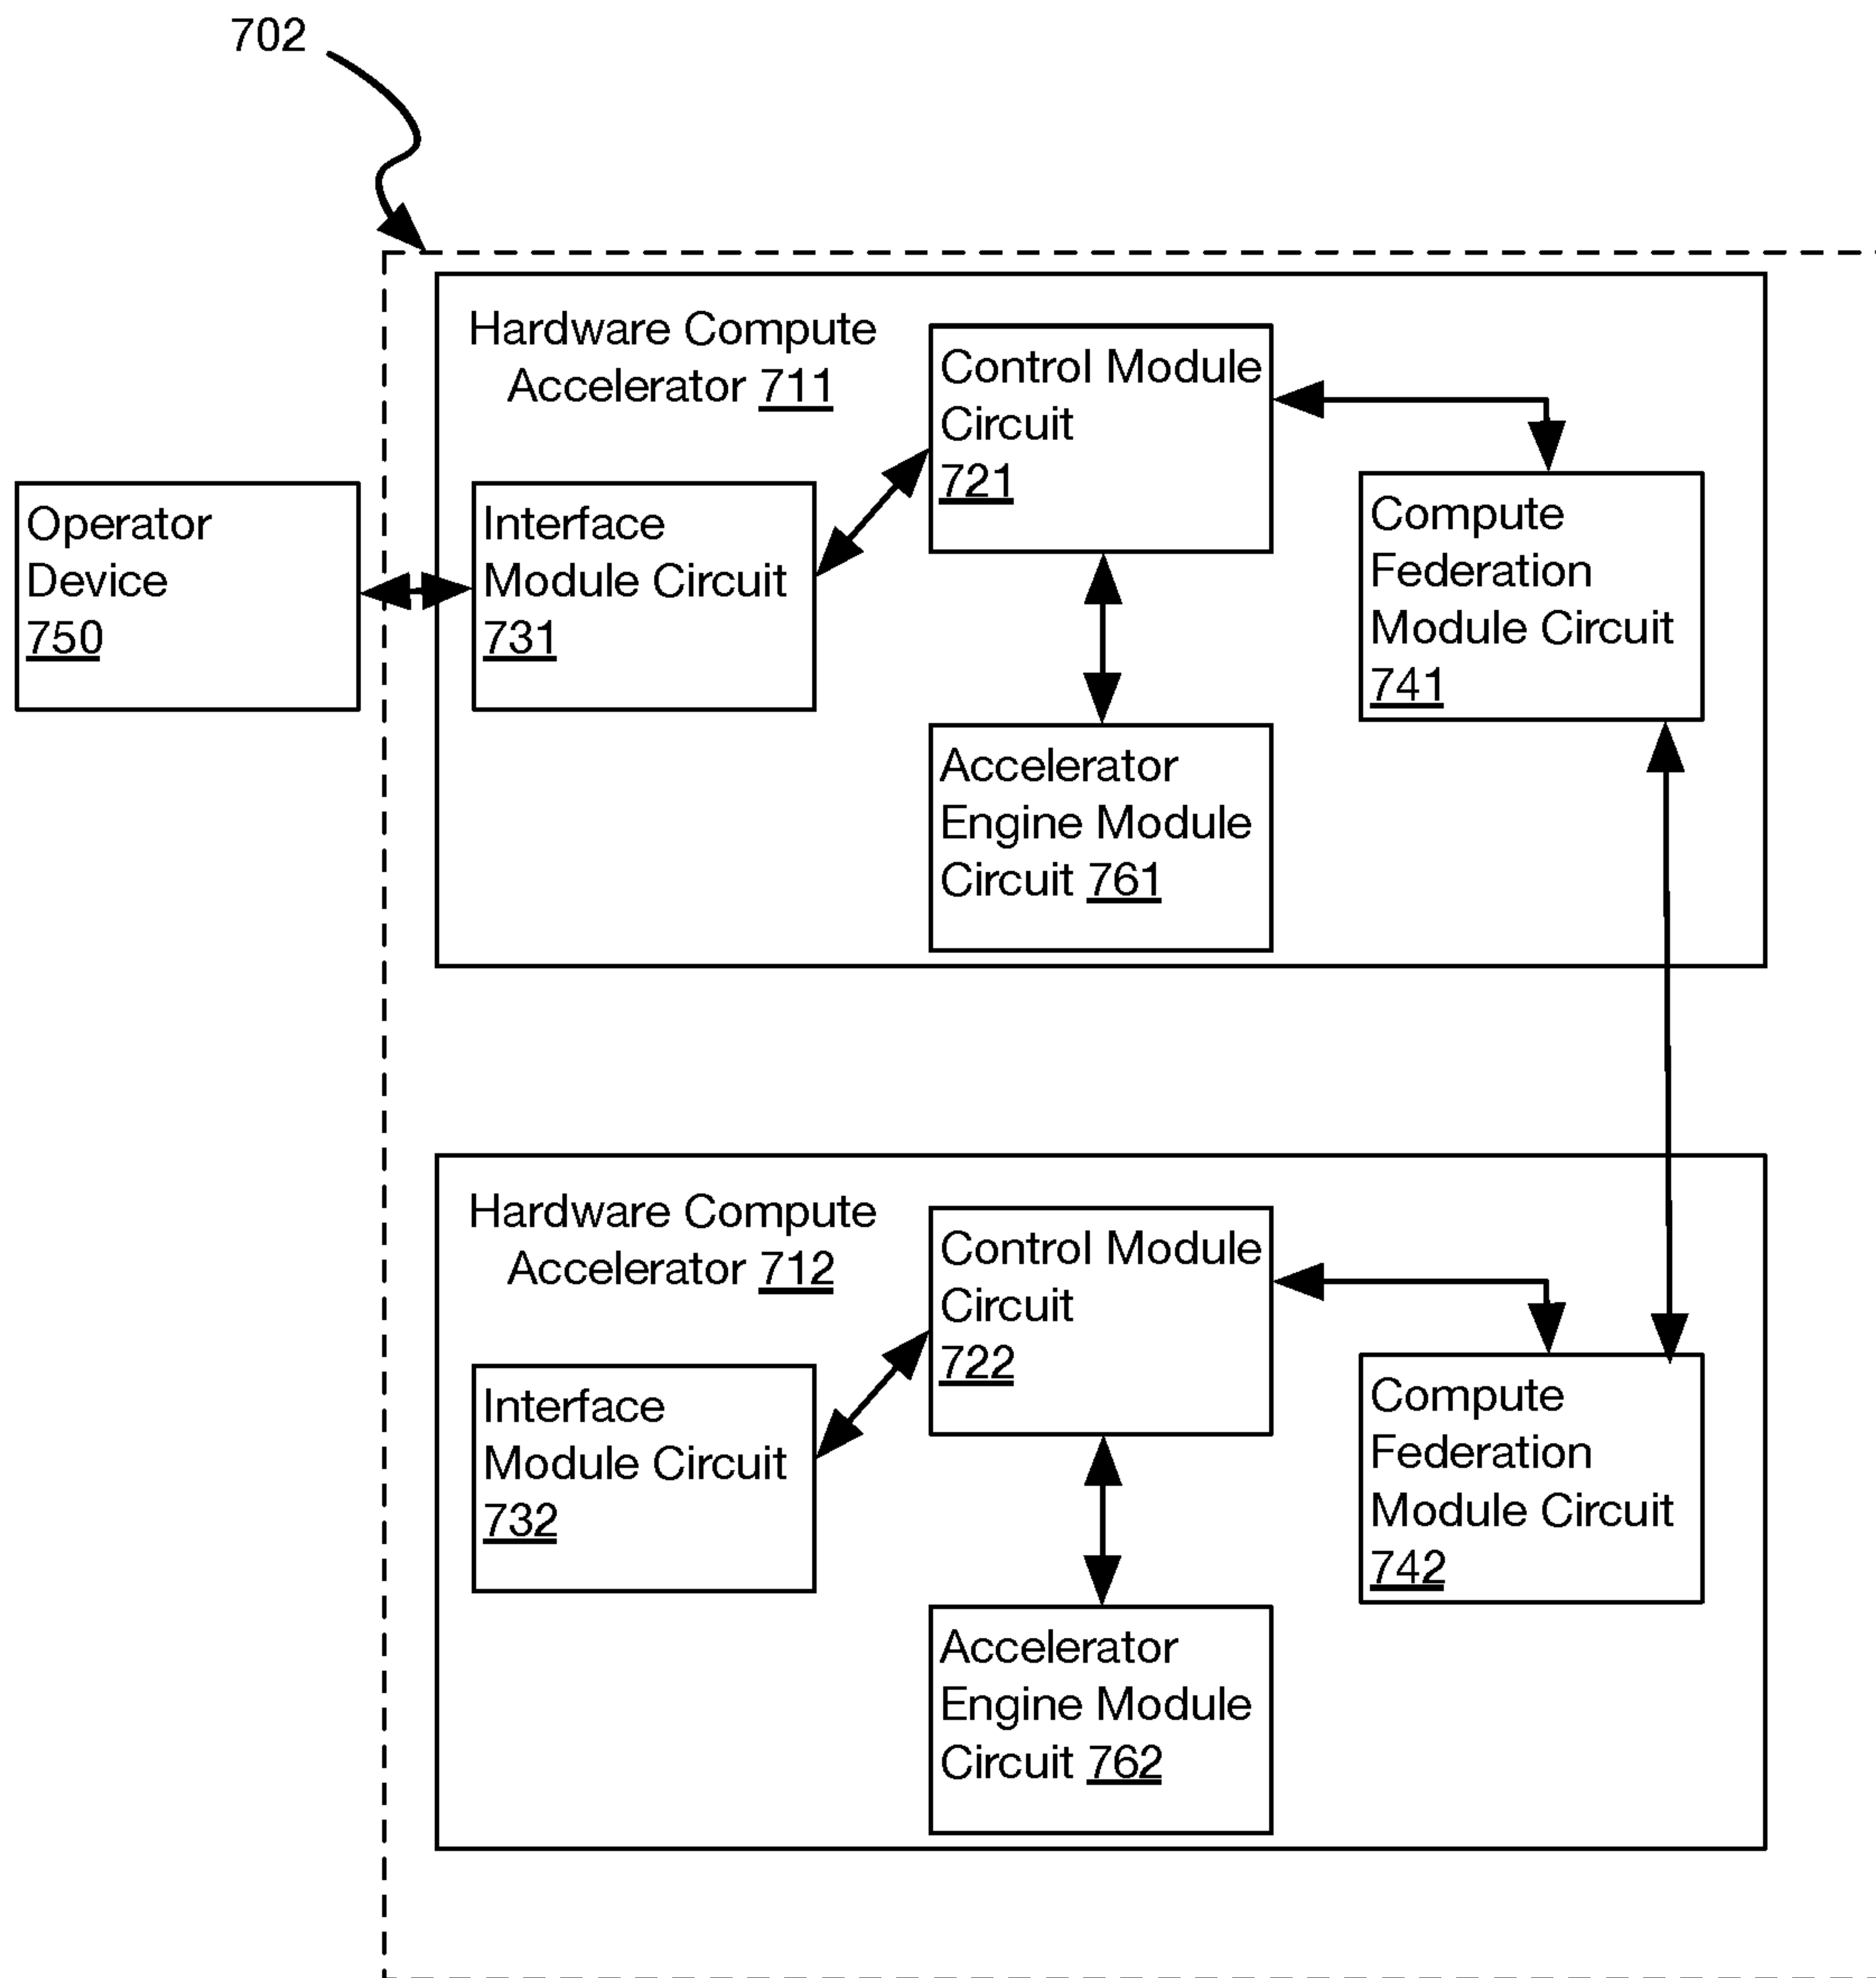 702
Hardware Compute
Accelerator 711
Control Module
Circuit
721
Operator
Device
750
Interface
Module Circuit
731
Compute
Federation
Module Circuit
741
Accelerator
Engine Module
Circuit 761
Hardware Compute
Accelerator 712
Control Module
Circuit
722
Interface
Module Circuit
732
Compute
Federation
Module Circuit
742
Accelerator
Engine Module
Circuit 762